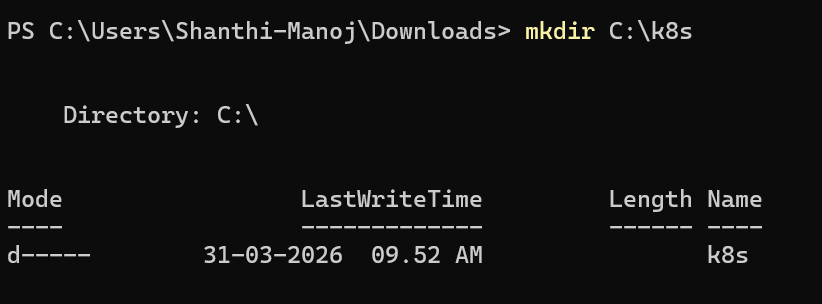 PS C:\Users\Shanthi-Manoj\Downloads> mkdir C:\k8s
Directory: C:\
Mode LastWriteTime Length Name
---- ------------- ------ ----
d----- 31-03-2026 09.52 AM k8s